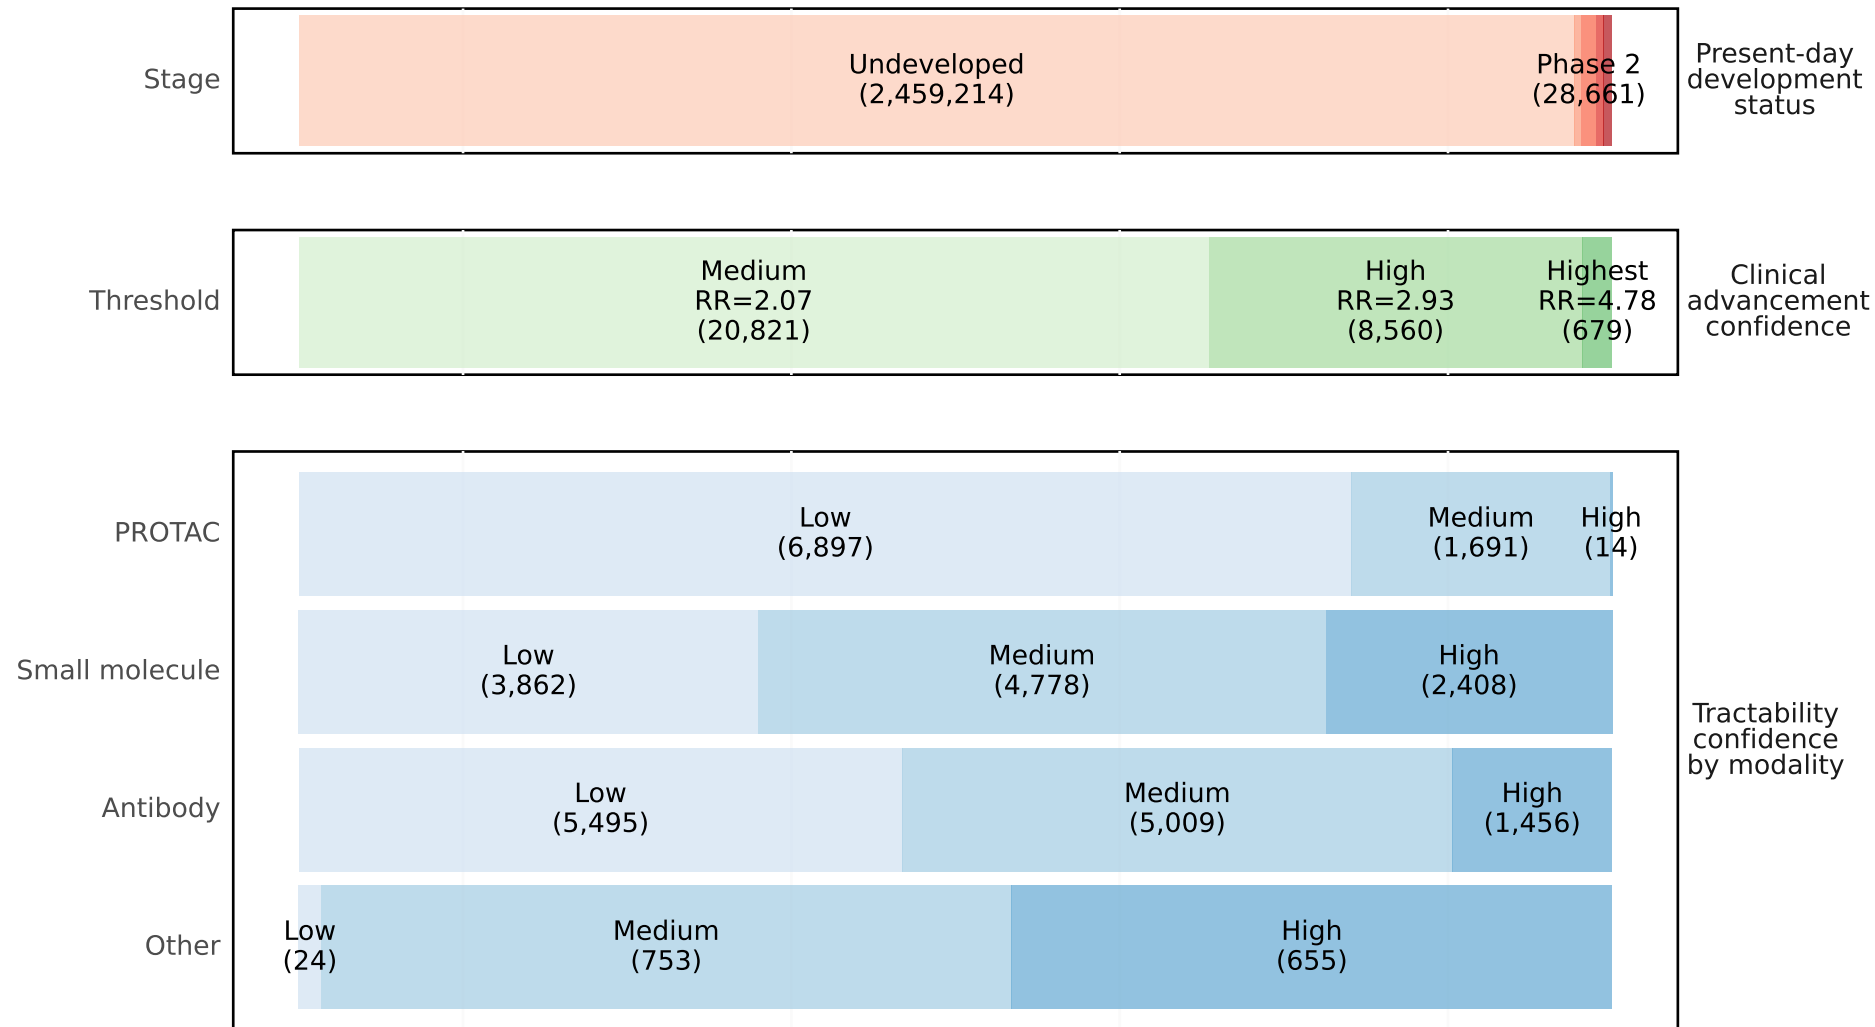 Stage
Undeveloped
(2,459,214)
Phase 2
(28,661)
Present-day
development
status
Threshold
Medium
RR=2.07
(20,821)
High
RR=2.93
(8,560)
Highest
RR=4.78
(679)
Clinical
advancement
confidence
PROTAC
Low
(6,897)
Medium
(1,691)
High
(14)
Small molecule
Low
(3,862)
Medium
(4,778)
High
(2,408)
Antibody
Low
(5,495)
Medium
(5,009)
High
(1,456)
Other
Low
(24)
Medium
(753)
High
(655)
Tractability
confidence
by modality